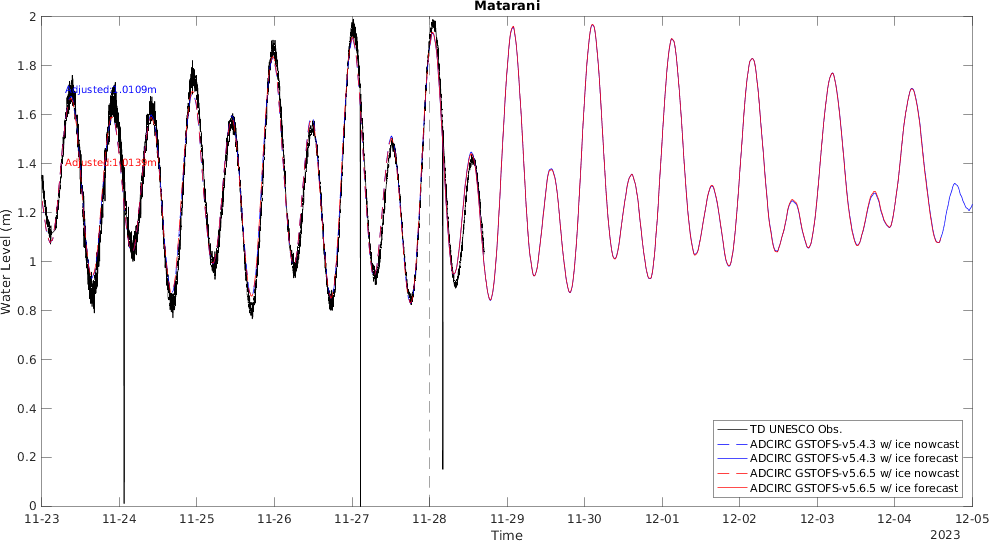 Matarani
2
1.8
1.6
1.4
1.2
1
0.8
0.6
0.4
0.2
0
Water Level (m)
Adjusted:1.0109m
Adjusted:1.0139m
TD UNESCO Obs.
ADCIRC GSTOFS-v5.4.3 w/ ice nowcast
ADCIRC GSTOFS-v5.4.3 w/ ice forecast
ADCIRC GSTOFS-v5.6.5 w/ ice nowcast
ADCIRC GSTOFS-v5.6.5 w/ ice forecast
11-23 11-24 11-25 11-26 11-27 11-28 11-29 11-30 12-01 12-02 12-03 12-04 12-05
Time
2023